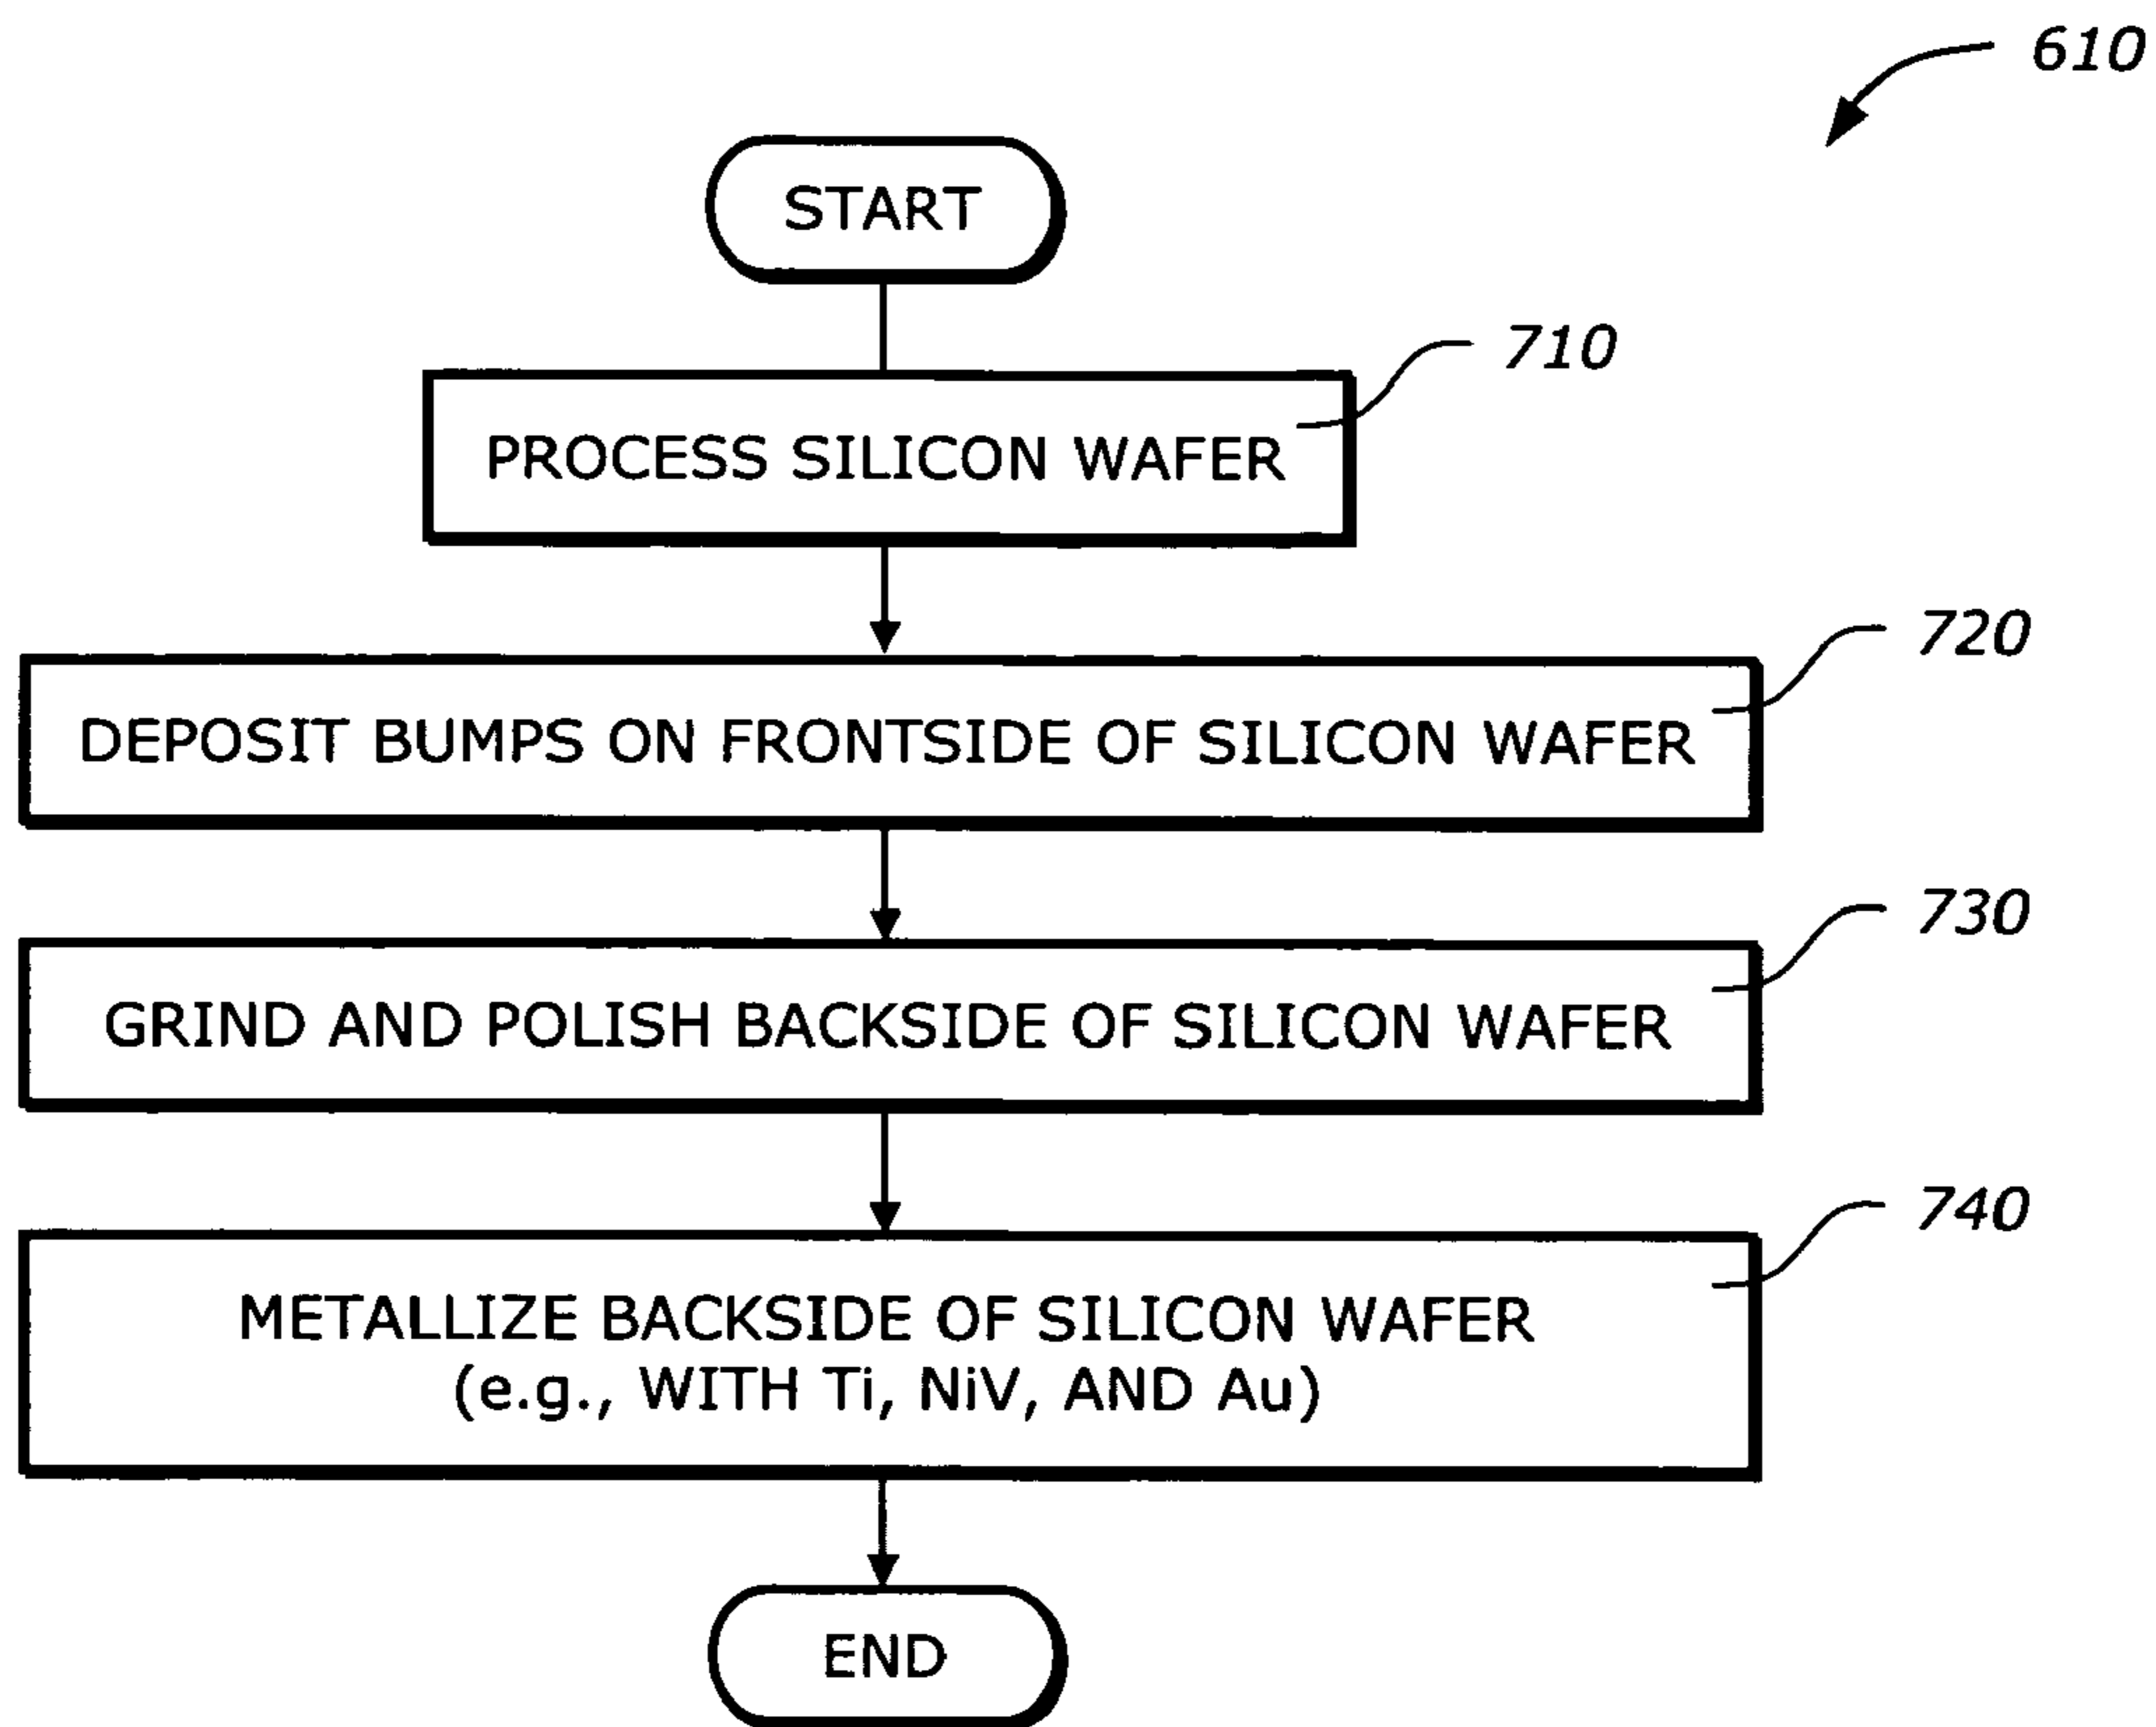 610
START
710
PROCESS SILICON WAFER
720
DEPOSIT BUMPS ON FRONTSIDE OF SILICON WAFER
730
GRIND AND POLISH BACKSIDE OF SILICON WAFER
740
METALLIZE BACKSIDE OF SILICON WAFER
(e.g., WITH Ti, NiV, AND Au)
END